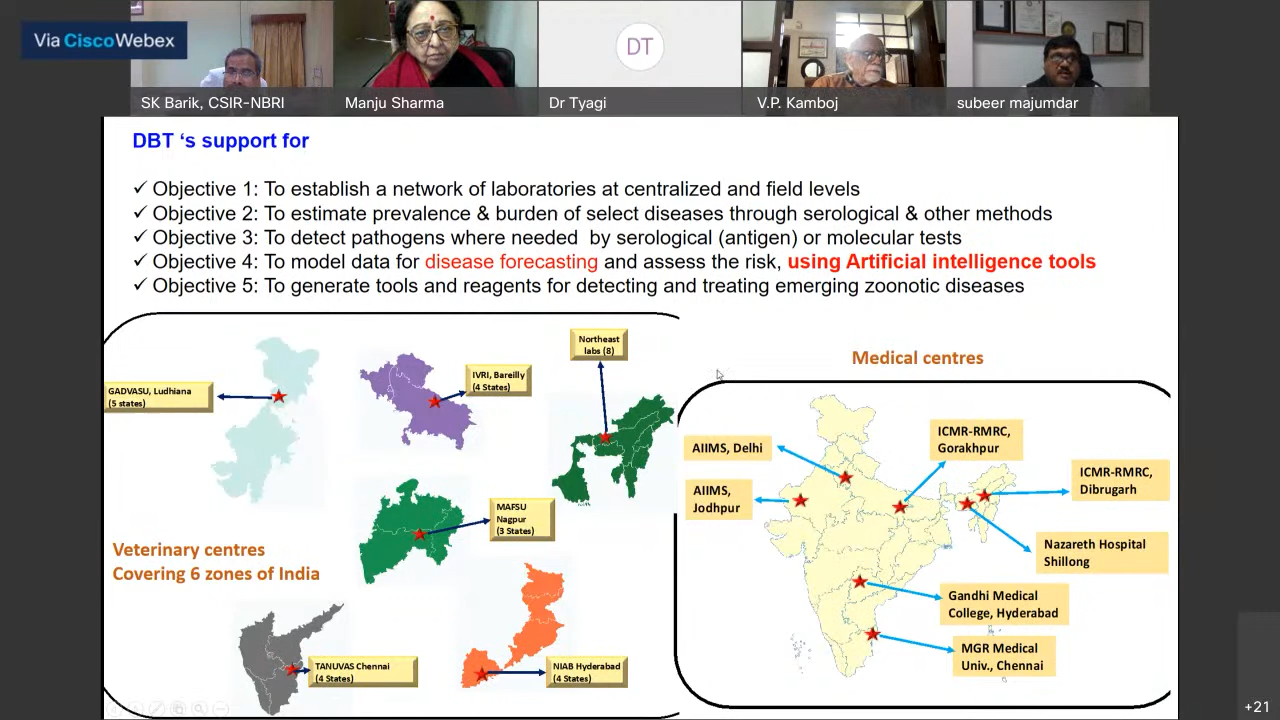 Via Cisco Webex
DT
SK Barik, CSIR-NBRI
Manju Sharma
Dr Tyagi
V.P. Kamboj
subeer majumdar
DBT ‘s support for
✓ Objective 1: To establish a network of laboratories at centralized and field levels
✓ Objective 2: To estimate prevalence & burden of select diseases through serological & other methods
✓ Objective 3: To detect pathogens where needed by serological (antigen) or molecular tests
✓ Objective 4: To model data for disease forecasting and assess the risk, using Artificial intelligence tools
✓ Objective 5: To generate tools and reagents for detecting and treating emerging zoonotic diseases
GADVASU, Ludhiana
(5 states)
IVRI, Bareilly
(4 States)
Northeast
labs (8)
MAFSU
Nagpur
(3 States)
Veterinary centres
Covering 6 zones of India
TANUVAS Chennai
(4 States)
NIAB Hyderabad
(4 States)
Medical centres
AIIMS, Delhi
AIIMS,
Jodhpur
ICMR-RMRC,
Gorakhpur
ICMR-RMRC,
Dibrugarh
Nazareth Hospital
Shillong
Gandhi Medical
College, Hyderabad
MGR Medical
Univ., Chennai
+21